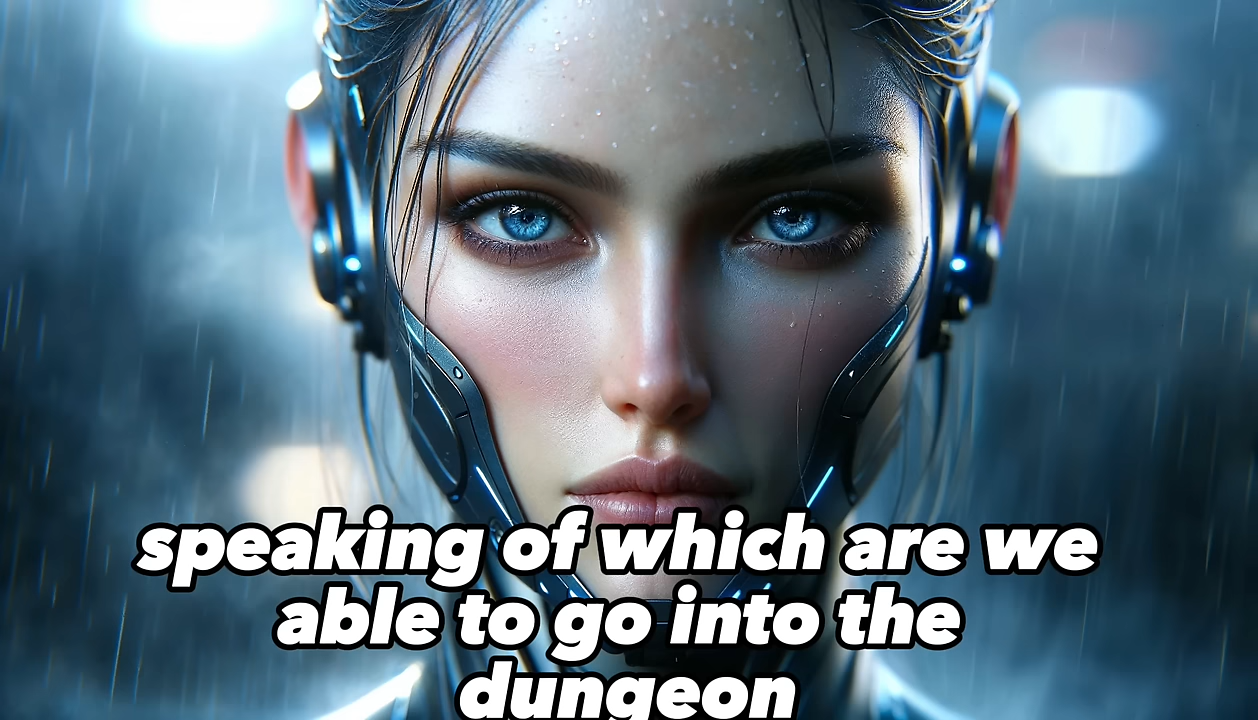 speaking of which are we
able to go into the
dungeon